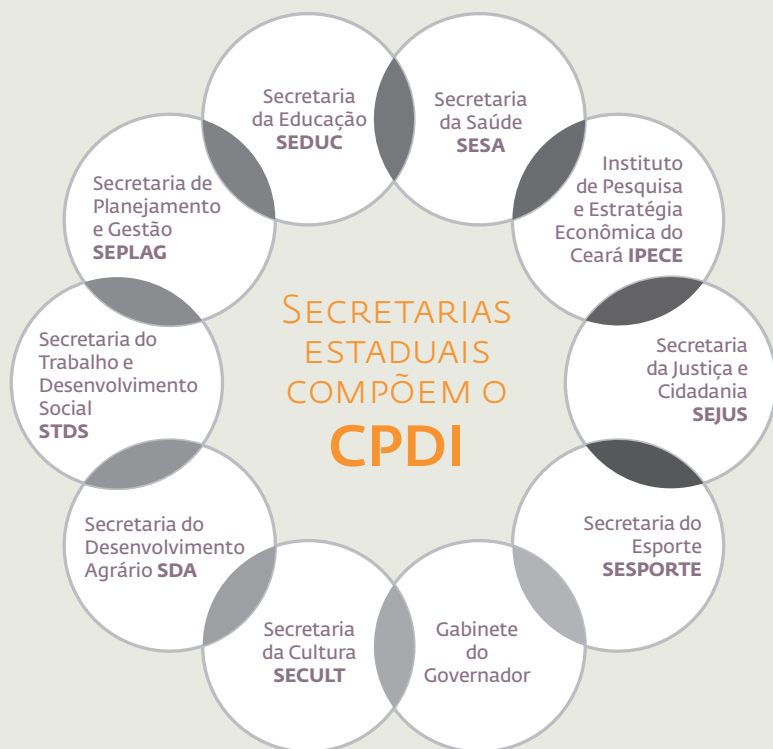 Secretaria
da Educação
SEDUC
Secretaria
da Saúde
SESA
Instituto
de Pesquisa
e Estratégia
Econômica do
Ceará IPECE
Secretaria
da Justiça e
Cidadania
SEJUS
Secretaria do
Esporte
SESPORTE
Gabinete
do
Governador
Secretaria
da Cultura
SECULT
Secretaria do
Desenvolvimento
Agrário SDA
Secretaria do
Trabalho e
Desenvolvimento
Social
STDS
Secretaria de
Planejamento
e Gestão
SEPLAG
SECRETARIAS
ESTADUAIS
COMPÕEM O
CPDI